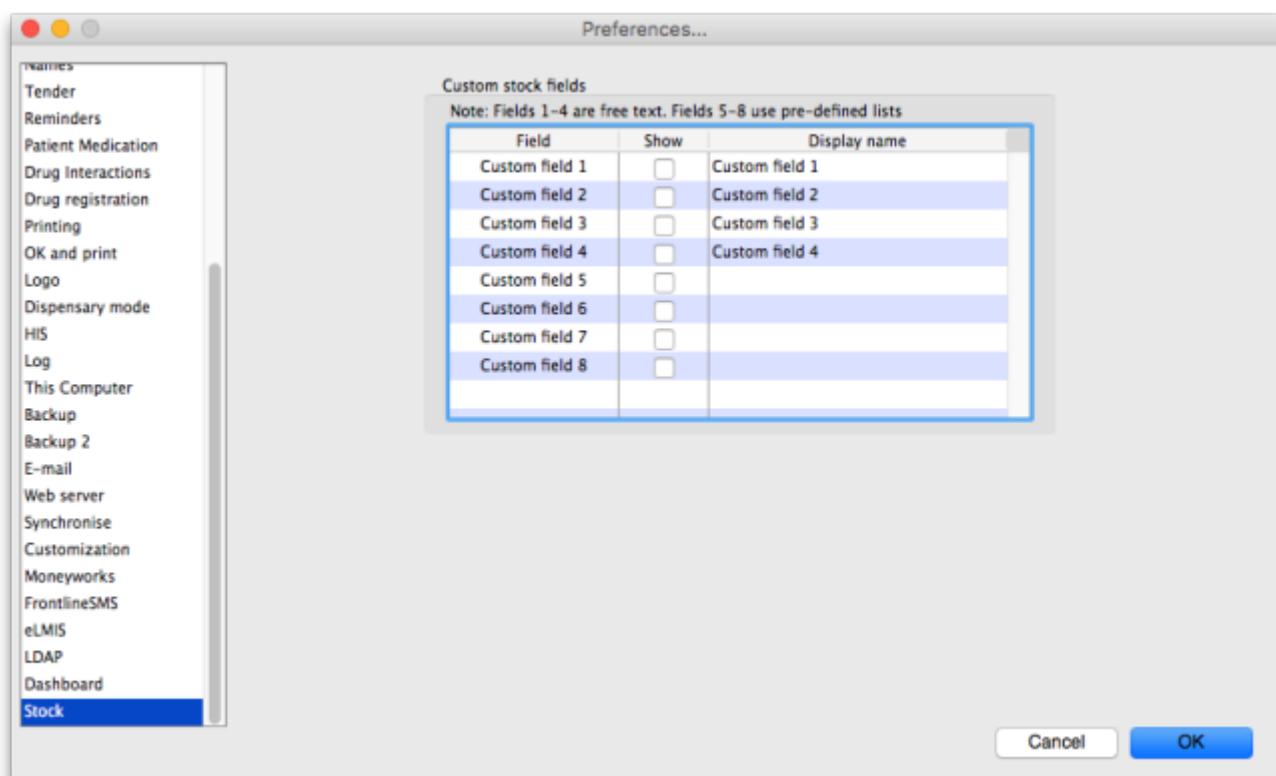 Preferences...
Names
Tender
Reminders
Patient Medication
Drug Interactions
Drug registration
Printing
OK and print
Logo
Dispensary mode
HIS
Log
This Computer
Backup
Backup 2
E-mail
Web server
Synchronise
Customization
Moneyworks
FrontlineSMS
eLMIS
LDAP
Dashboard
Stock
Custom stock fields
Note: Fields 1-4 are free text. Fields 5-8 use pre-defined lists
Field Show Display name
Custom field 1 Custom field 1
Custom field 2 Custom field 2
Custom field 3 Custom field 3
Custom field 4 Custom field 4
Custom field 5
Custom field 6
Custom field 7
Custom field 8
Cancel OK